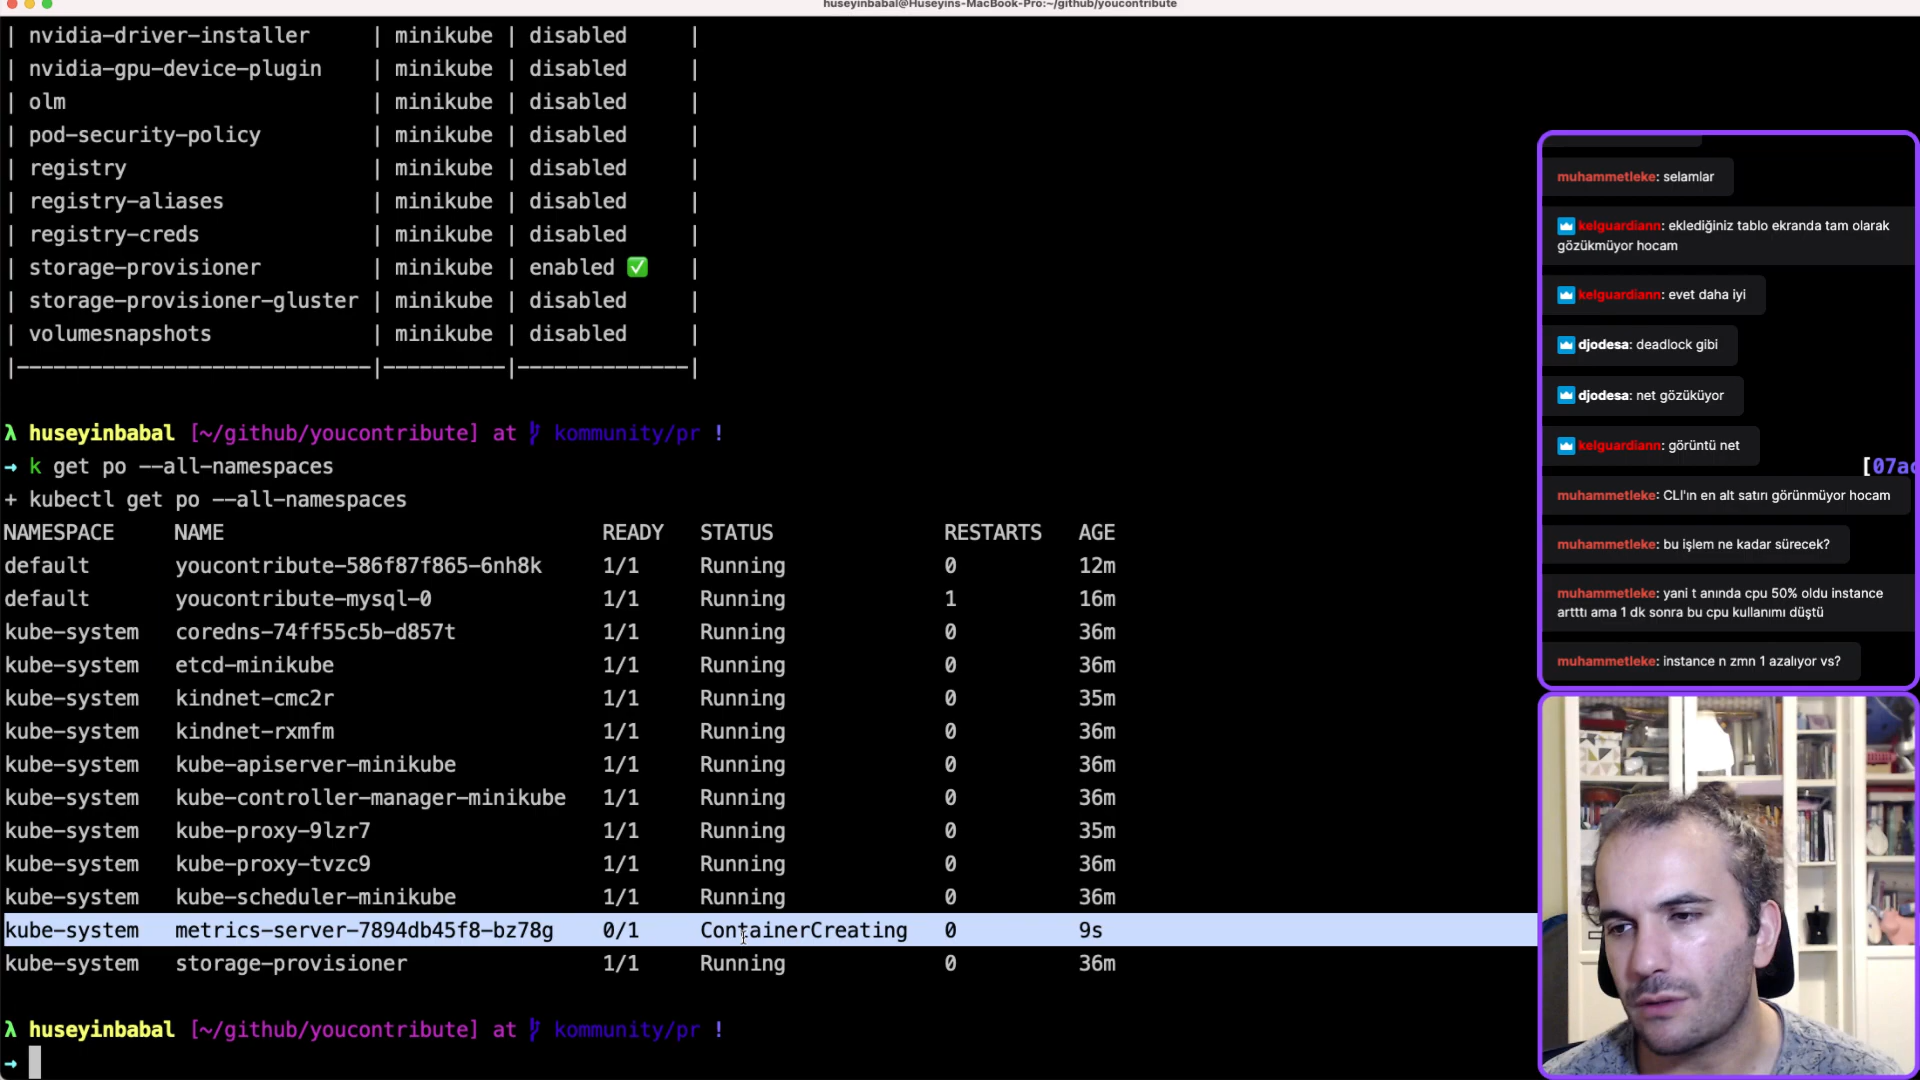 huseyinbabal@Huseyins-MacBook-Pro:~/github/youcontribute
| nvidia-driver-installer | minikube | disabled |
| nvidia-gpu-device-plugin | minikube | disabled |
| olm | minikube | disabled |
| pod-security-policy | minikube | disabled |
| registry | minikube | disabled |
| registry-aliases | minikube | disabled |
| registry-creds | minikube | disabled |
| storage-provisioner | minikube | enabled ✅ |
| storage-provisioner-gluster | minikube | disabled |
| volumesnapshots | minikube | disabled |
|-----------------------------|----------|--------------|
λ huseyinbabal [~/github/youcontribute] at kommunity/pr !
→ k get po --all-namespaces
[07ac
+ kubectl get po --all-namespaces
NAMESPACE NAME READY STATUS RESTARTS AGE
default youcontribute-586f87f865-6nh8k 1/1 Running 0 12m
default youcontribute-mysql-0 1/1 Running 1 16m
kube-system coredns-74ff55c5b-d857t 1/1 Running 0 36m
kube-system etcd-minikube 1/1 Running 0 36m
kube-system kindnet-cmc2r 1/1 Running 0 35m
kube-system kindnet-rxmfm 1/1 Running 0 36m
kube-system kube-apiserver-minikube 1/1 Running 0 36m
kube-system kube-controller-manager-minikube 1/1 Running 0 36m
kube-system kube-proxy-9lzr7 1/1 Running 0 35m
kube-system kube-proxy-tvzc9 1/1 Running 0 36m
kube-system kube-scheduler-minikube 1/1 Running 0 36m
kube-system metrics-server-7894db45f8-bz78g 0/1 ContainerCreating 0 9s
kube-system storage-provisioner 1/1 Running 0 36m
λ huseyinbabal [~/github/youcontribute] at kommunity/pr !
→
muhammetleke: selamlar
kelguardiann: eklediğiniz tablo ekranda tam olarak
gözükmüyor hocam
kelguardiann: evet daha iyi
djodesa: deadlock gibi
djodesa: net gözüküyor
kelguardiann: görüntü net
muhammetleke: CLI'ın en alt satırı görünmüyor hocam
muhammetleke: bu işlem ne kadar sürecek?
muhammetleke: yani t anında cpu 50% oldu instance
artttı ama 1 dk sonra bu cpu kullanımı düştü
muhammetleke: instance n zmn 1 azalıyor vs?